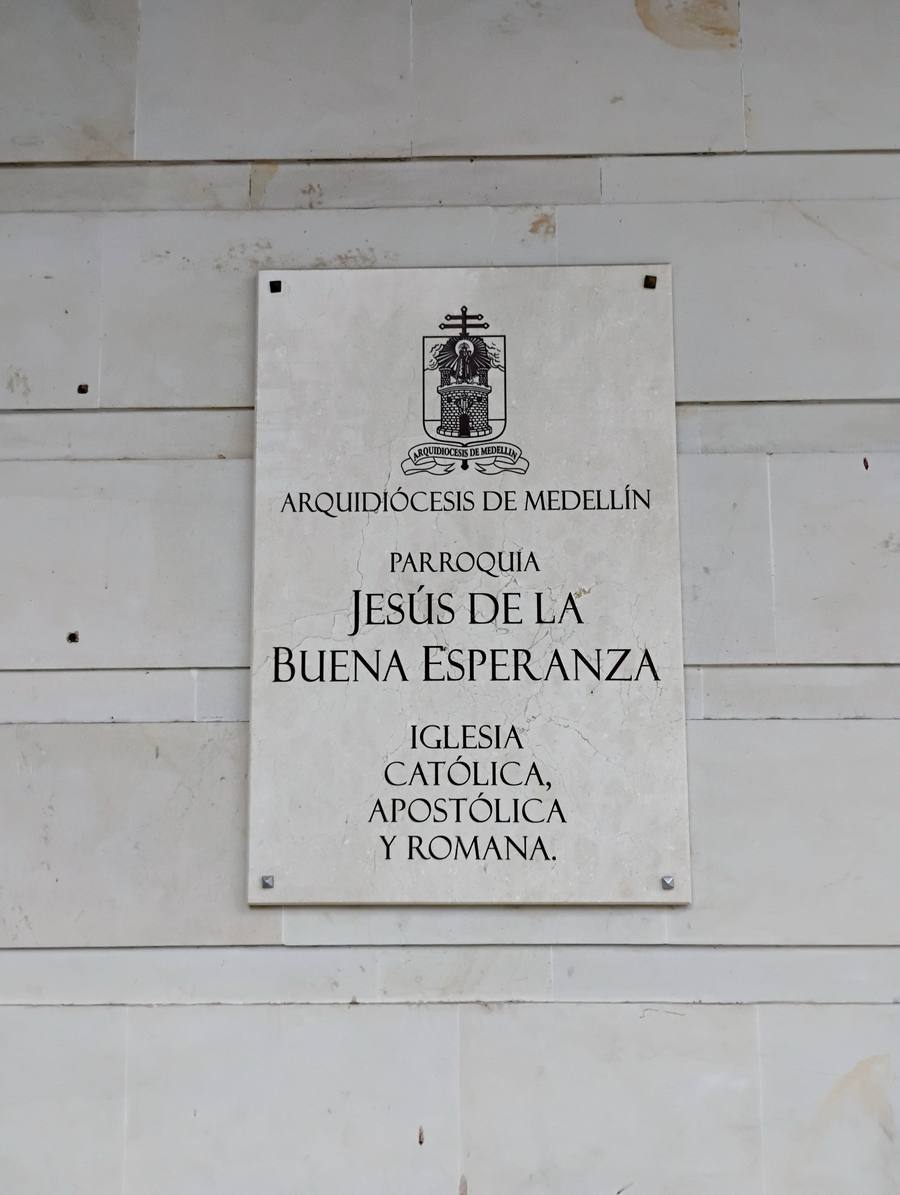 ARQUIDIOCESIS DE MEDELLIN
ARQUIDIÓCESIS DE MEDELLÍN
PARROQUIA
JESÚS DE LA
BUENA ESPERANZA
IGLESIA
CATÓLICA,
APOSTÓLICA
Y ROMANA.